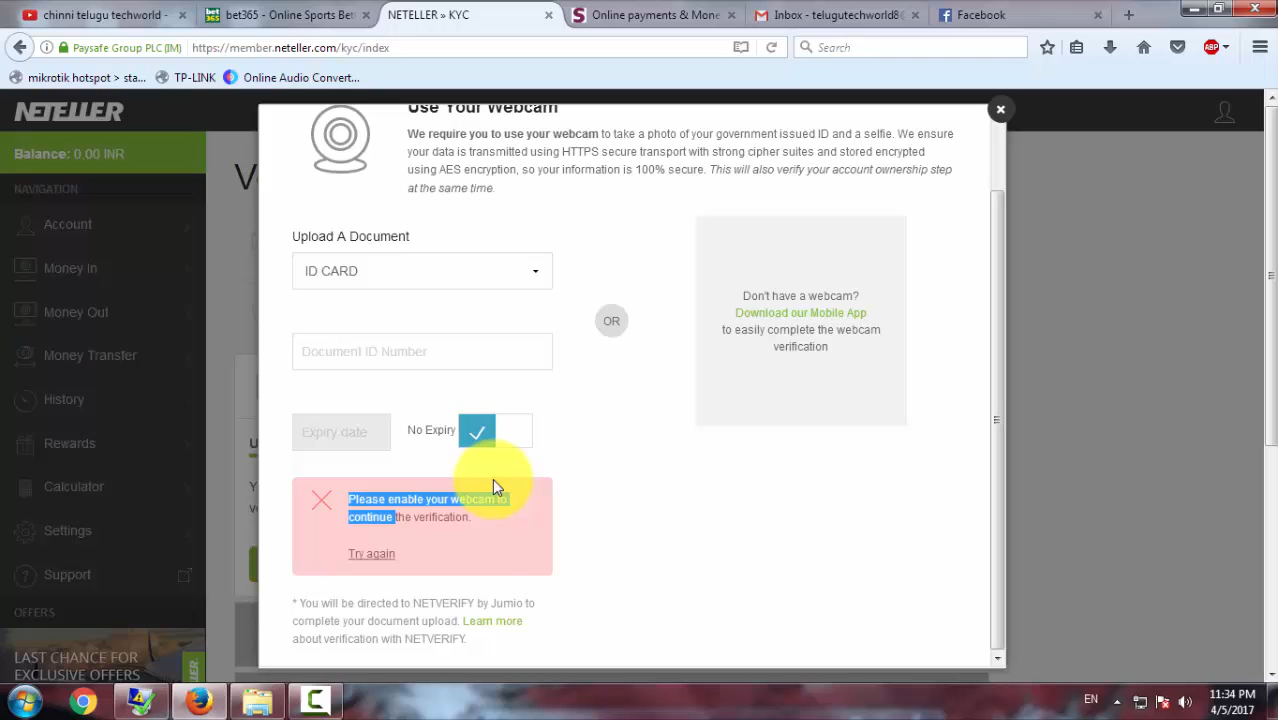 chinni telugu techworld -
bet365 - Online Sports Bet
NETELLER » KYC
Online payments & Mone
Inbox - telugutechworld8
Facebook
Paysafe Group PLC (IM)
https://member.neteller.com/kyc/index
Search
ABP
mikrotik hotspot > sta...
TP-LINK
Online Audio Convert...
NETELLER
Balance: 0.00 INR
NAVIGATION
Account
Money In
Money Out
Money Transfer
History
Rewards
Calculator
Settings
Support
OFFERS
LAST CHANCE FOR
EXCLUSIVE OFFERS
NETELLER
V
Use Your Webcam
We require you to use your webcam to take a photo of your government issued ID and a selfie. We ensure
your data is transmitted using HTTPS secure transport with strong cipher suites and stored encrypted
using AES encryption, so your information is 100% secure. This will also verify your account ownership step
at the same time.
Upload A Document
ID CARD
Document ID Number
Expiry date
No Expiry
Please enable your webcam to
continue the verification.
Try again
* You will be directed to NETVERIFY by Jumio to
complete your document upload. Learn more
about verification with NETVERIFY.
OR
Don't have a webcam?
Download our Mobile App
to easily complete the webcam
verification
EN
11:34 PM
4/5/2017